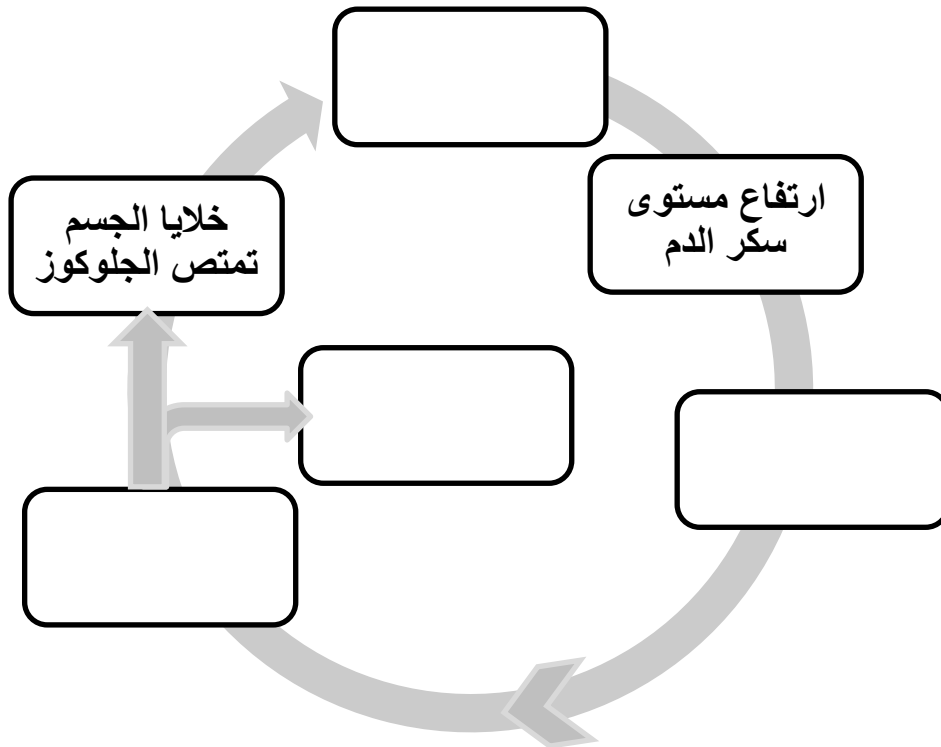 ارتفاع مستوى
سكر الدم
خلايا الجسم
تمتص الجلوكوز